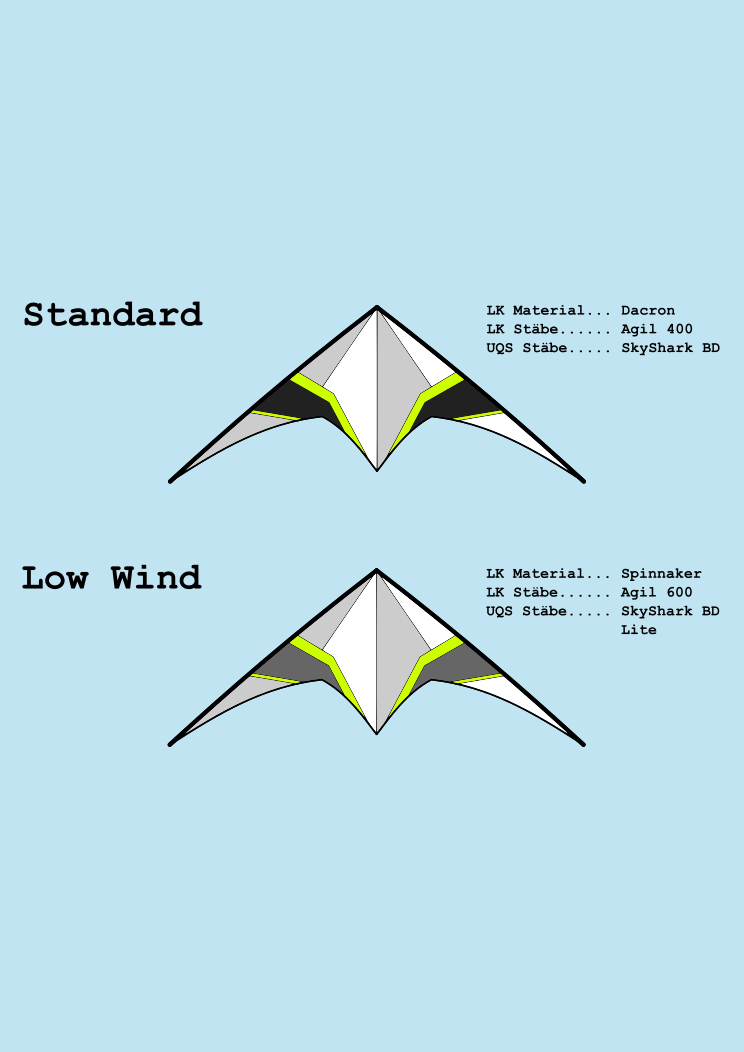 Standard
LK Material... Dacron
LK Stäbe...... Agil 400
UQS Stäbe..... SkyShark BD
Low Wind
LK Material... Spinnaker
LK Stäbe...... Agil 600
UQS Stäbe..... SkyShark BD
Lite